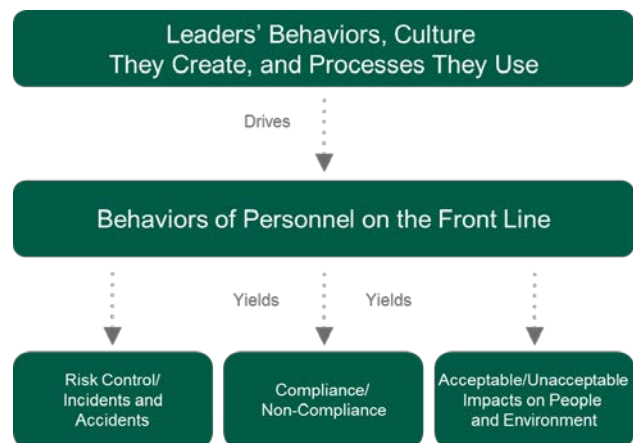 Leaders' Behaviors, Culture
They Create, and Processes They Use
Drives
Behaviors of Personnel on the Front Line
Yields
Yields
Risk Control/
Incidents and
Accidents
Compliance/
Non-Compliance
Acceptable/Unacceptable
Impacts on People
and Environment